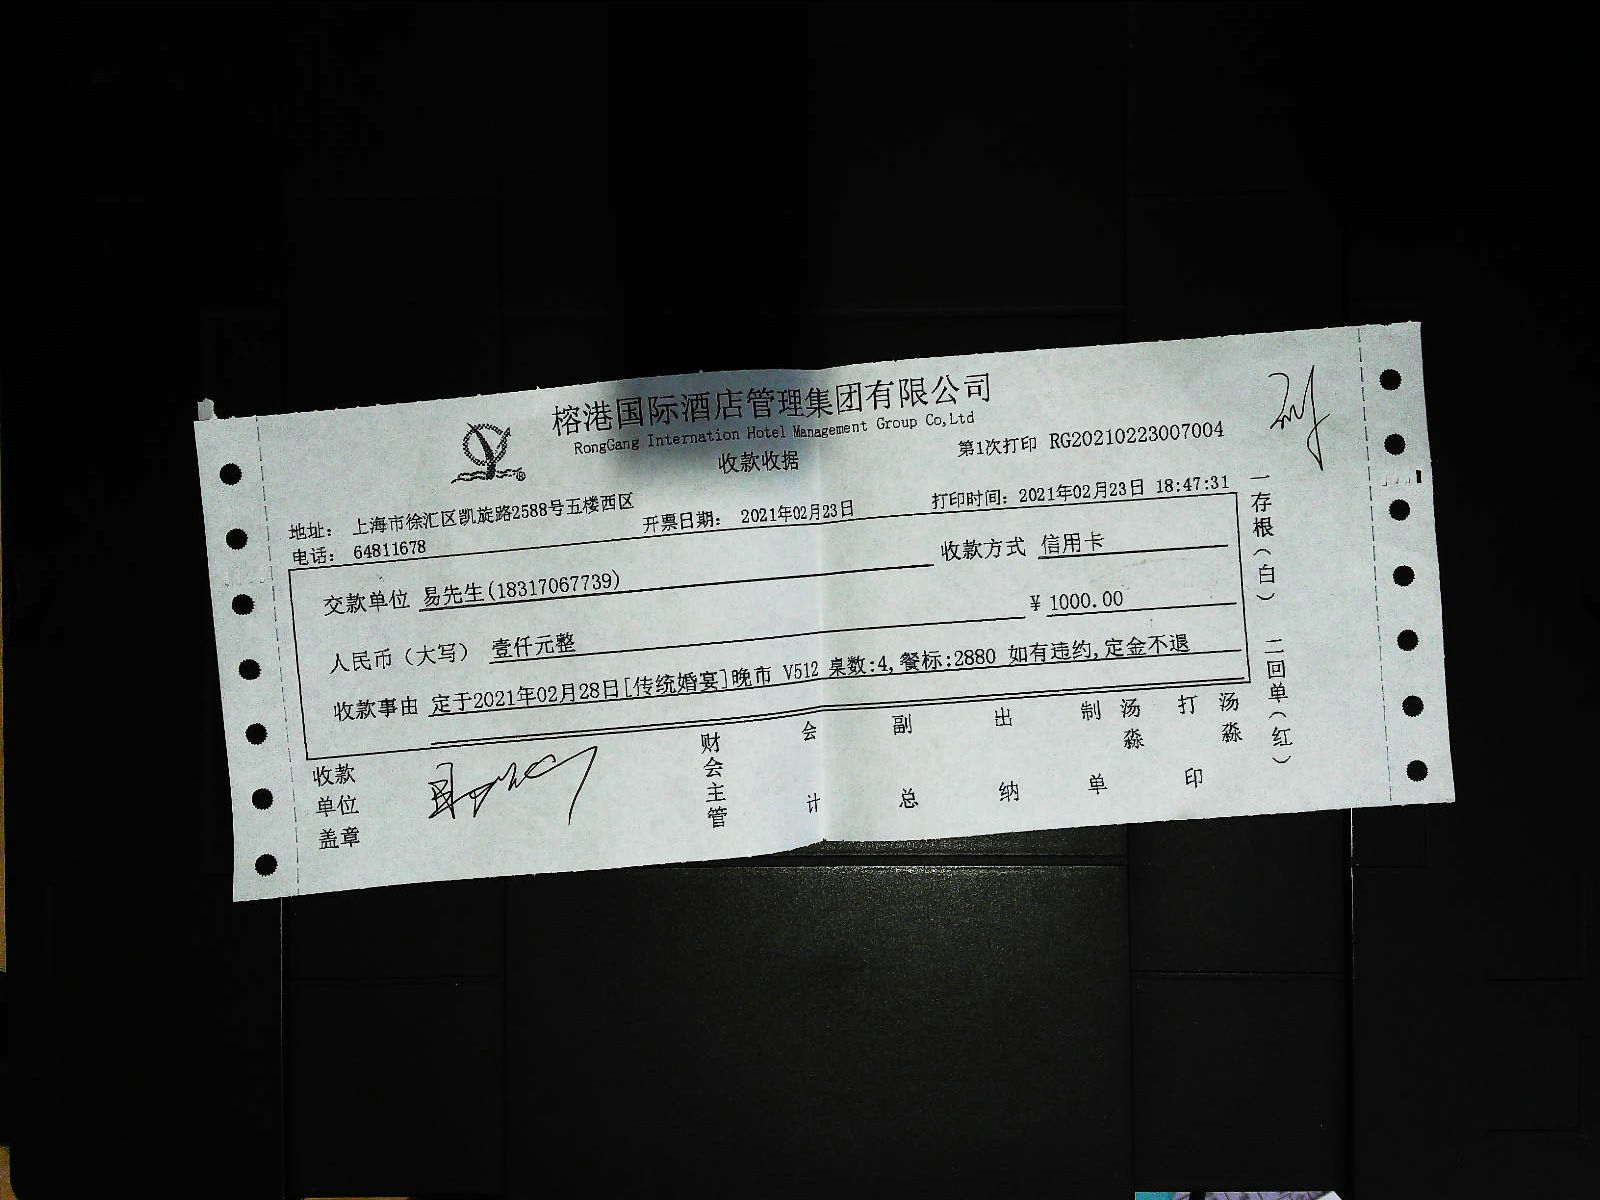 榕港国际酒店管理集团有限公司
RongGang Internation Hotel Management Group Co,Ltd
收款收据
第1次打印 RG20210223007004
地址: 上海市徐汇区凯旋路2588号五楼西区
电话: 64811678
开票日期: 2021年02月23日
打印时间: 2021年02月23日 18:47:31
交款单位 易先生(18317067739)
收款方式 信用卡
人民币（大写） 壹仟元整
¥ 1000.00
收款事由 定于2021年02月28日[传统婚宴]晚市 V512 桌数:4,餐标:2880 如有违约,定金不退
收款单位盖章
财会主管
会计
副总
出纳
制单 汤淼
打印 汤淼
一存根（白） 二回单（红）